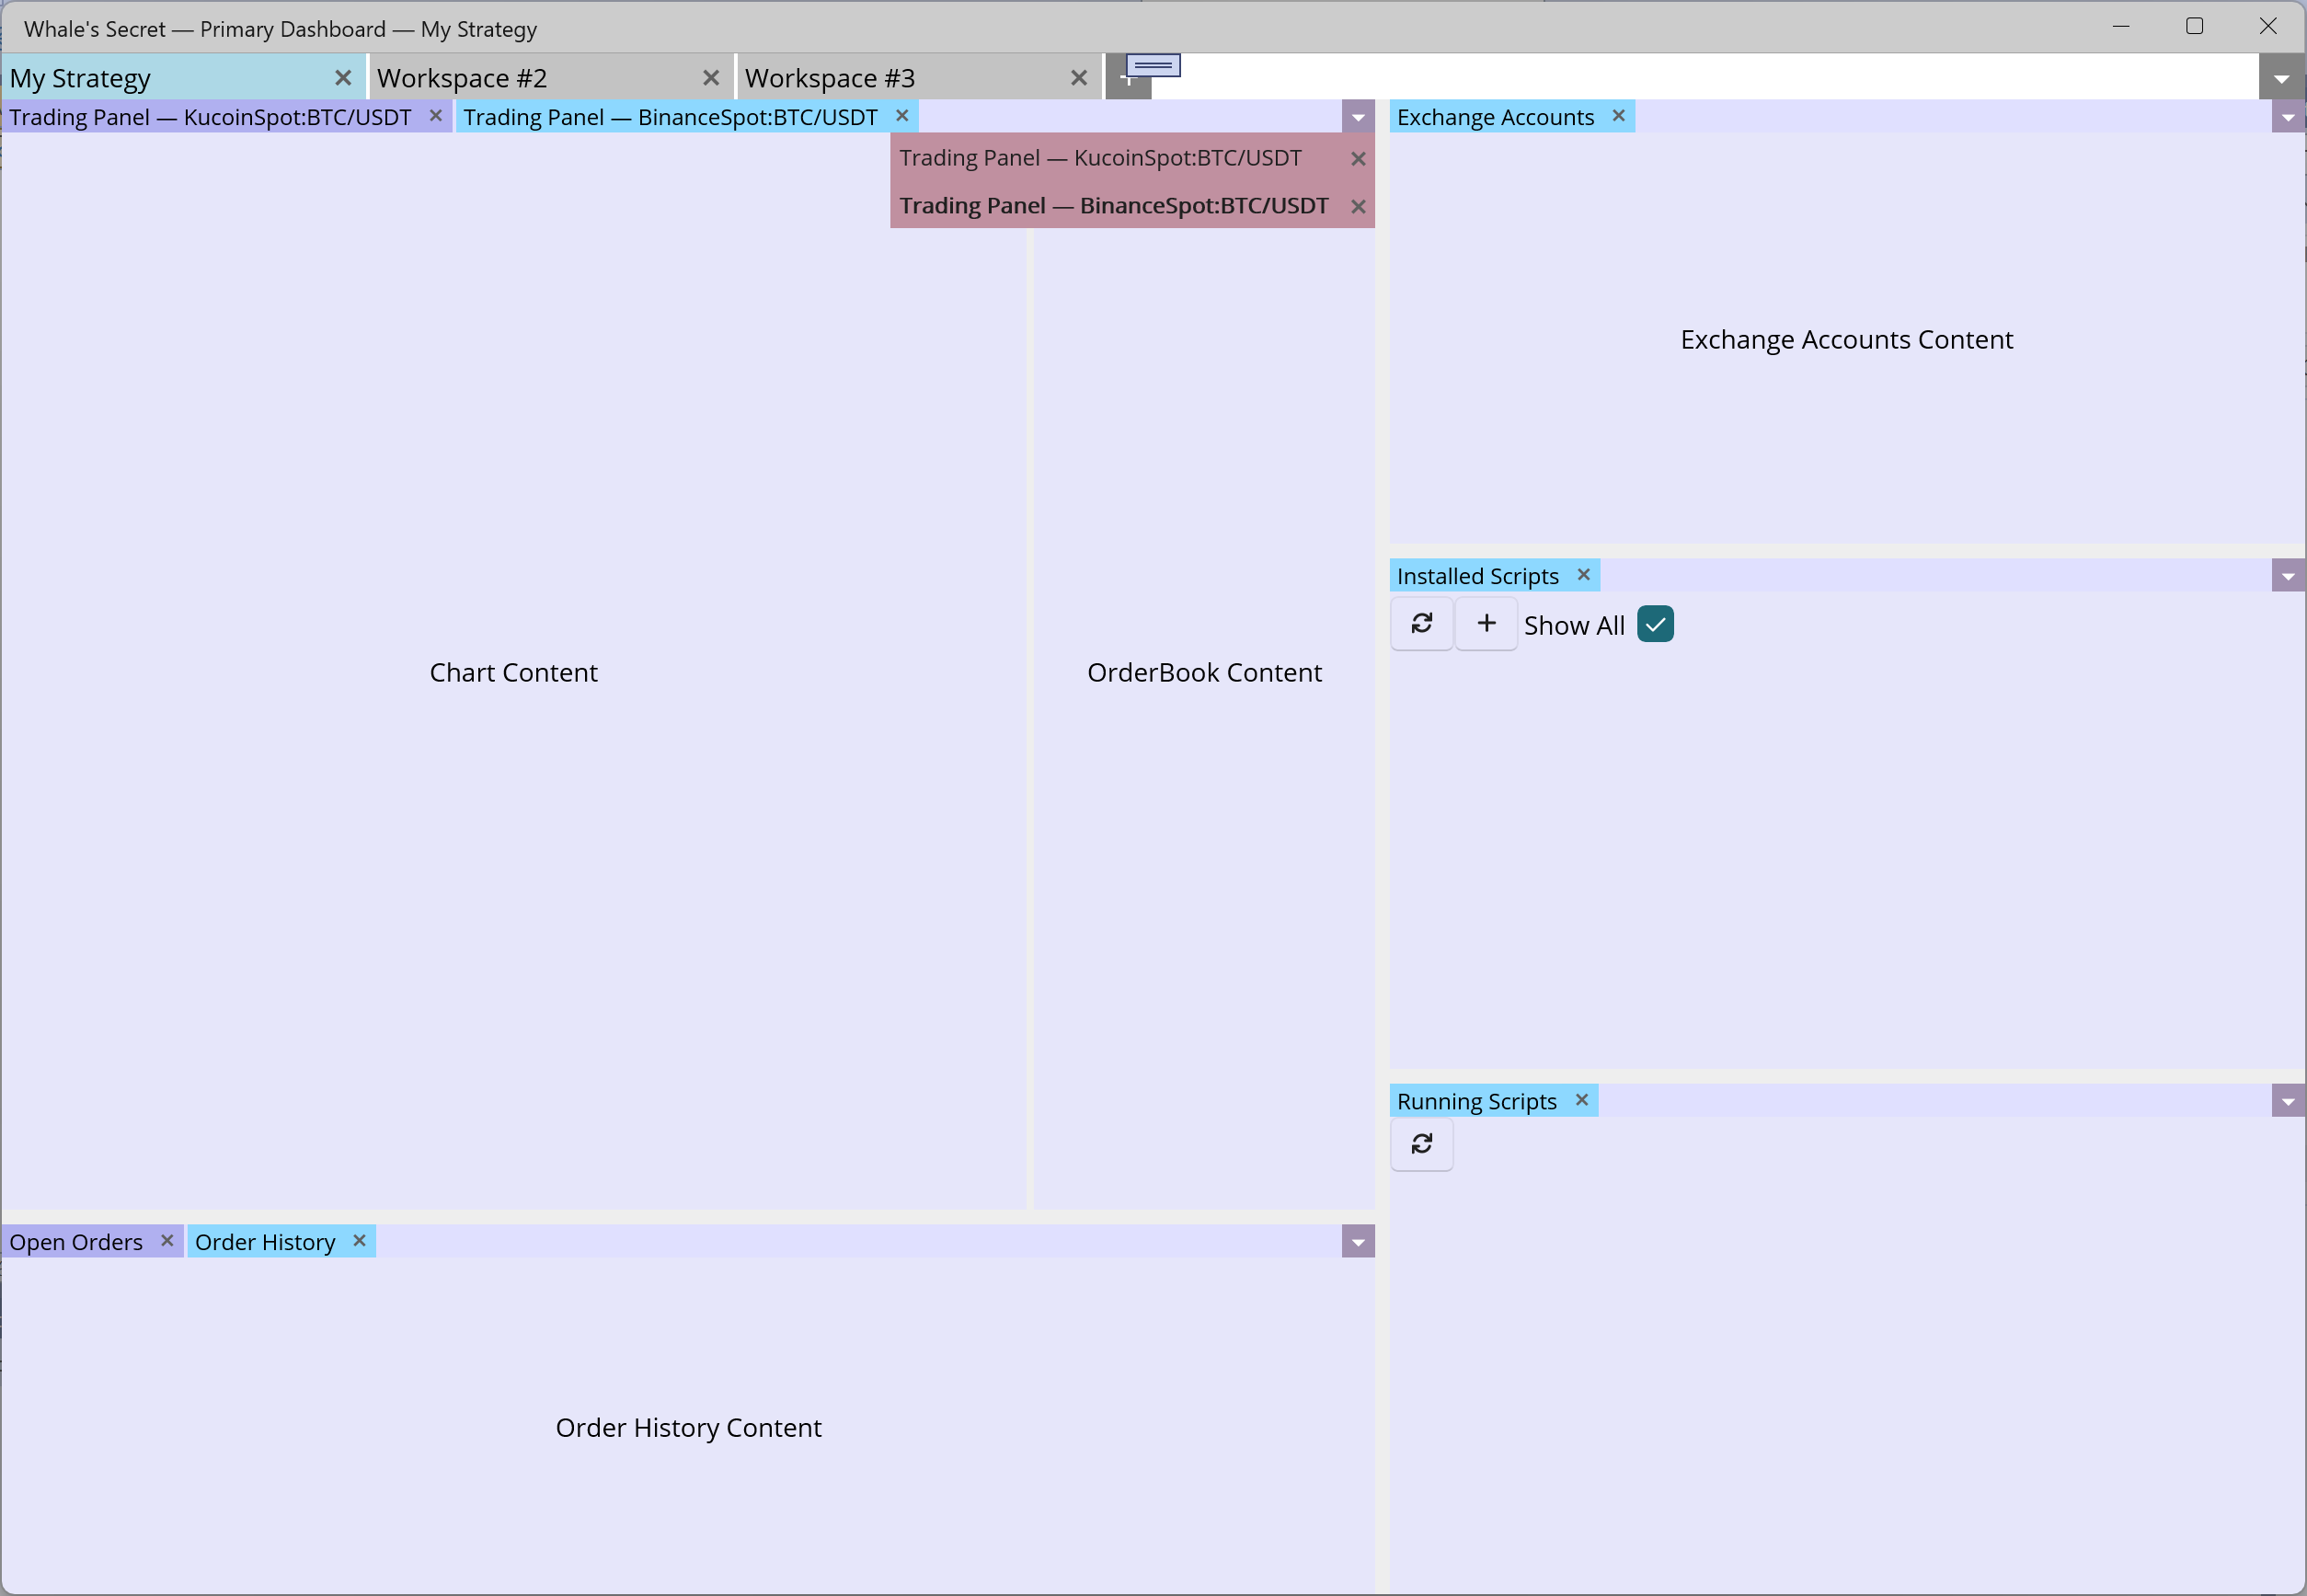 Whale's Secret — Primary Dashboard — My Strategy
My Strategy
Workspace #2
Workspace #3
Trading Panel — KucoinSpot:BTC/USDT
Trading Panel — BinanceSpot:BTC/USDT
Trading Panel — KucoinSpot:BTC/USDT
Trading Panel — BinanceSpot:BTC/USDT
Chart Content
OrderBook Content
Open Orders
Order History
Order History Content
Exchange Accounts
Exchange Accounts Content
Installed Scripts
Show All
Running Scripts